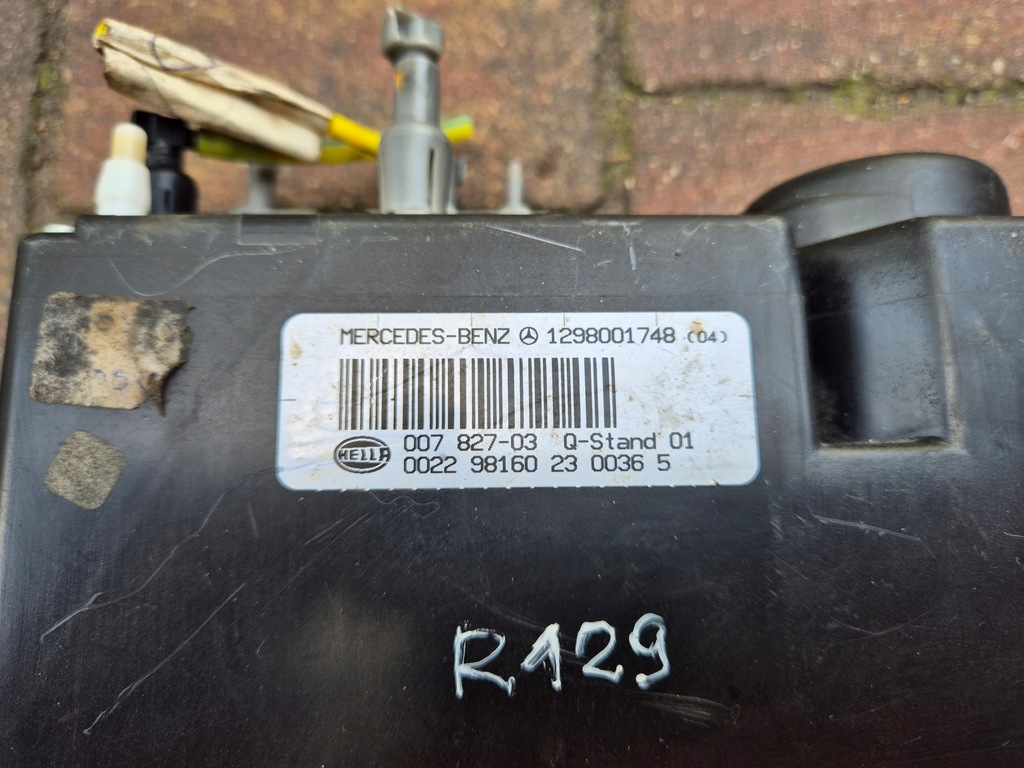 MERCEDES-BENZ 1298001748 (04)
HELLA 007 827-03 Q-Stand 01
0022 98160 23 0036 5
R129